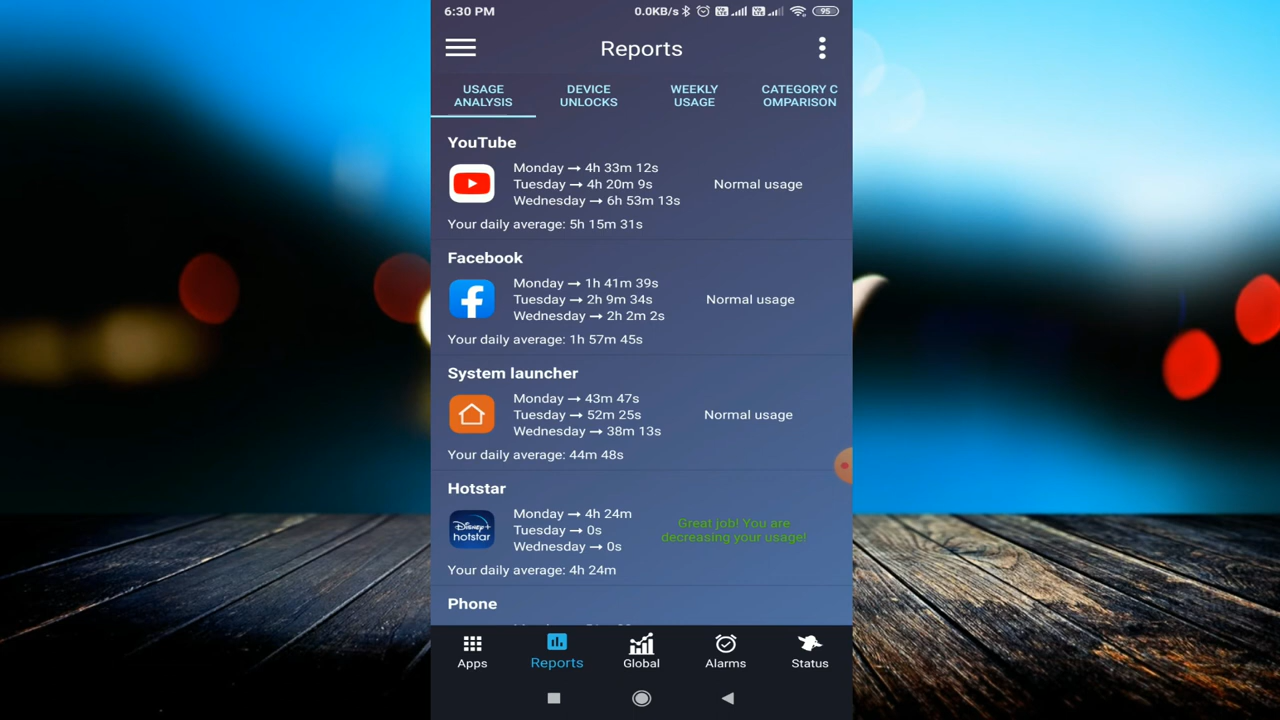 6:30 PM 0.0KB/s 95
Reports
USAGE ANALYSIS
DEVICE UNLOCKS
WEEKLY USAGE
CATEGORY C OMPARISON
YouTube
Monday → 4h 33m 12s
Tuesday → 4h 20m 9s
Normal usage
Wednesday → 6h 53m 13s
Your daily average: 5h 15m 31s
Facebook
Monday → 1h 41m 39s
Tuesday → 2h 9m 34s
Normal usage
Wednesday → 2h 2m 2s
Your daily average: 1h 57m 45s
System launcher
Monday → 43m 47s
Tuesday → 52m 25s
Normal usage
Wednesday → 38m 13s
Your daily average: 44m 48s
Hotstar
Disney+
hotstar
Monday → 4h 24m
Tuesday → 0s
Wednesday → 0s
Great job! You are
decreasing your usage!
Your daily average: 4h 24m
Phone
Apps
Reports
Global
Alarms
Status